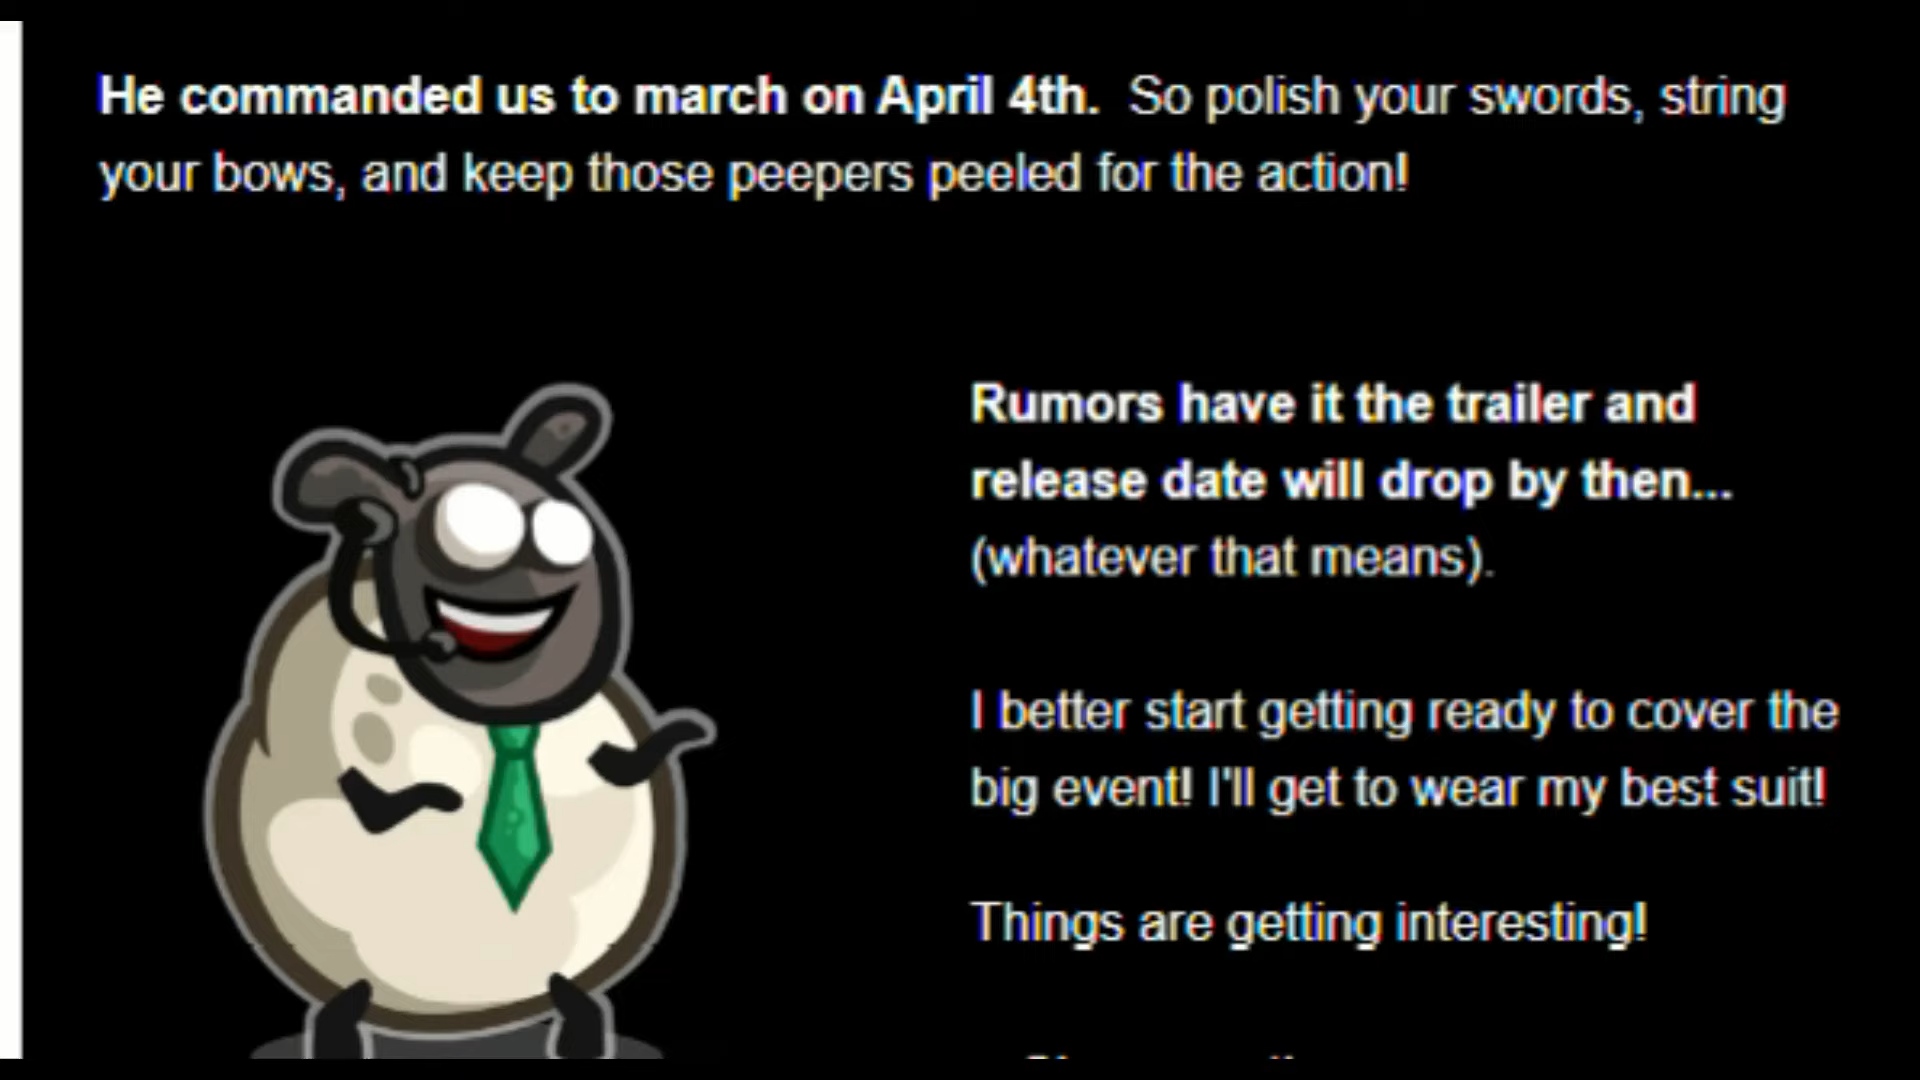 He commanded us to march on April 4th. So polish your swords, string
your bows, and keep those peepers peeled for the action!
Rumors have it the trailer and
release date will drop by then...
(whatever that means).
I better start getting ready to cover the
big event! I'll get to wear my best suit!
Things are getting interesting!